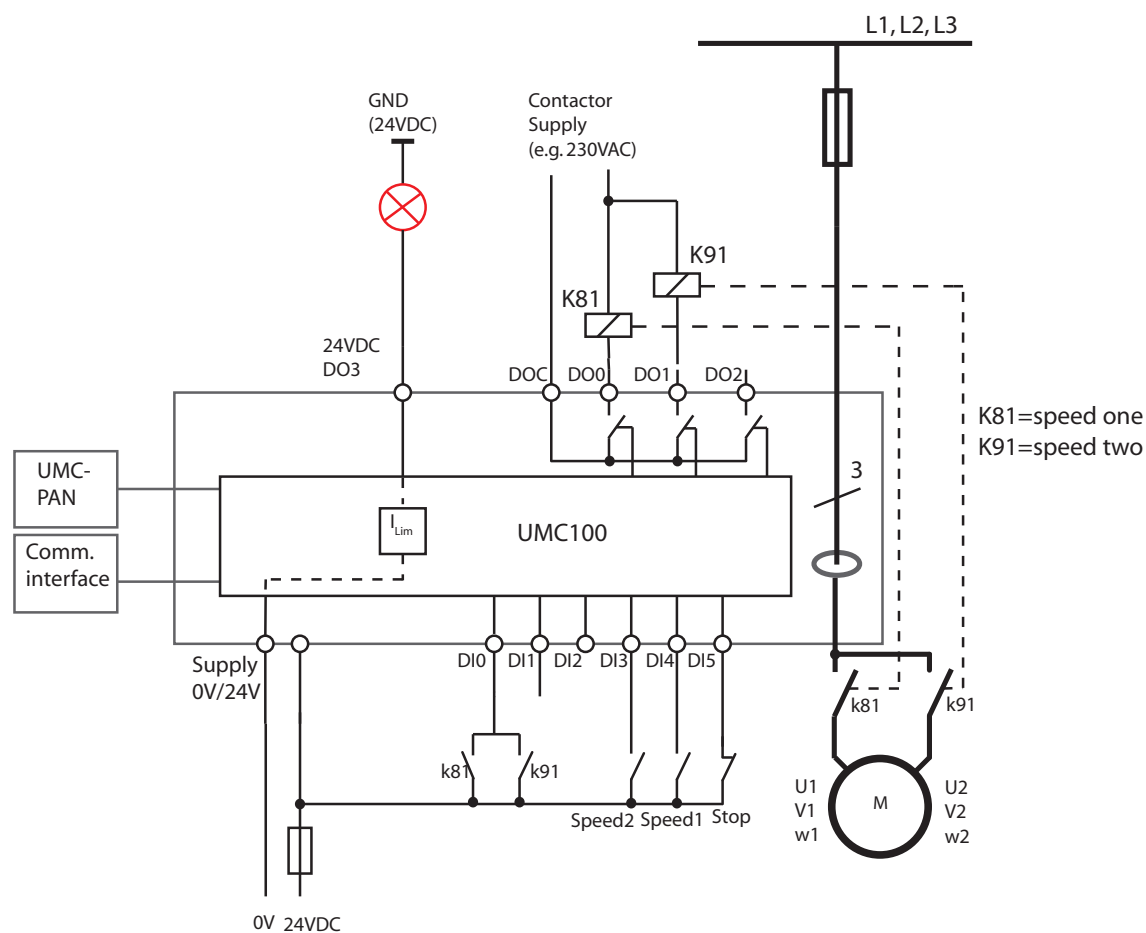 L1, L2, L3
GND
(24VDC)
Contactor
Supply
(e.g. 230VAC)
K91
K81
24VDC
DO3
DOC
DO0
DO1
DO2
K81=speed one
K91=speed two
UMC-
PAN
3
I Lim
UMC100
Comm.
interface
Supply
0V/24V
DI0
DI1
DI2
DI3
DI4
DI5
k81
k91
k81
k91
U1
V1
w1
M
U2
V2
w2
Speed2
Speed1
Stop
0V
24VDC